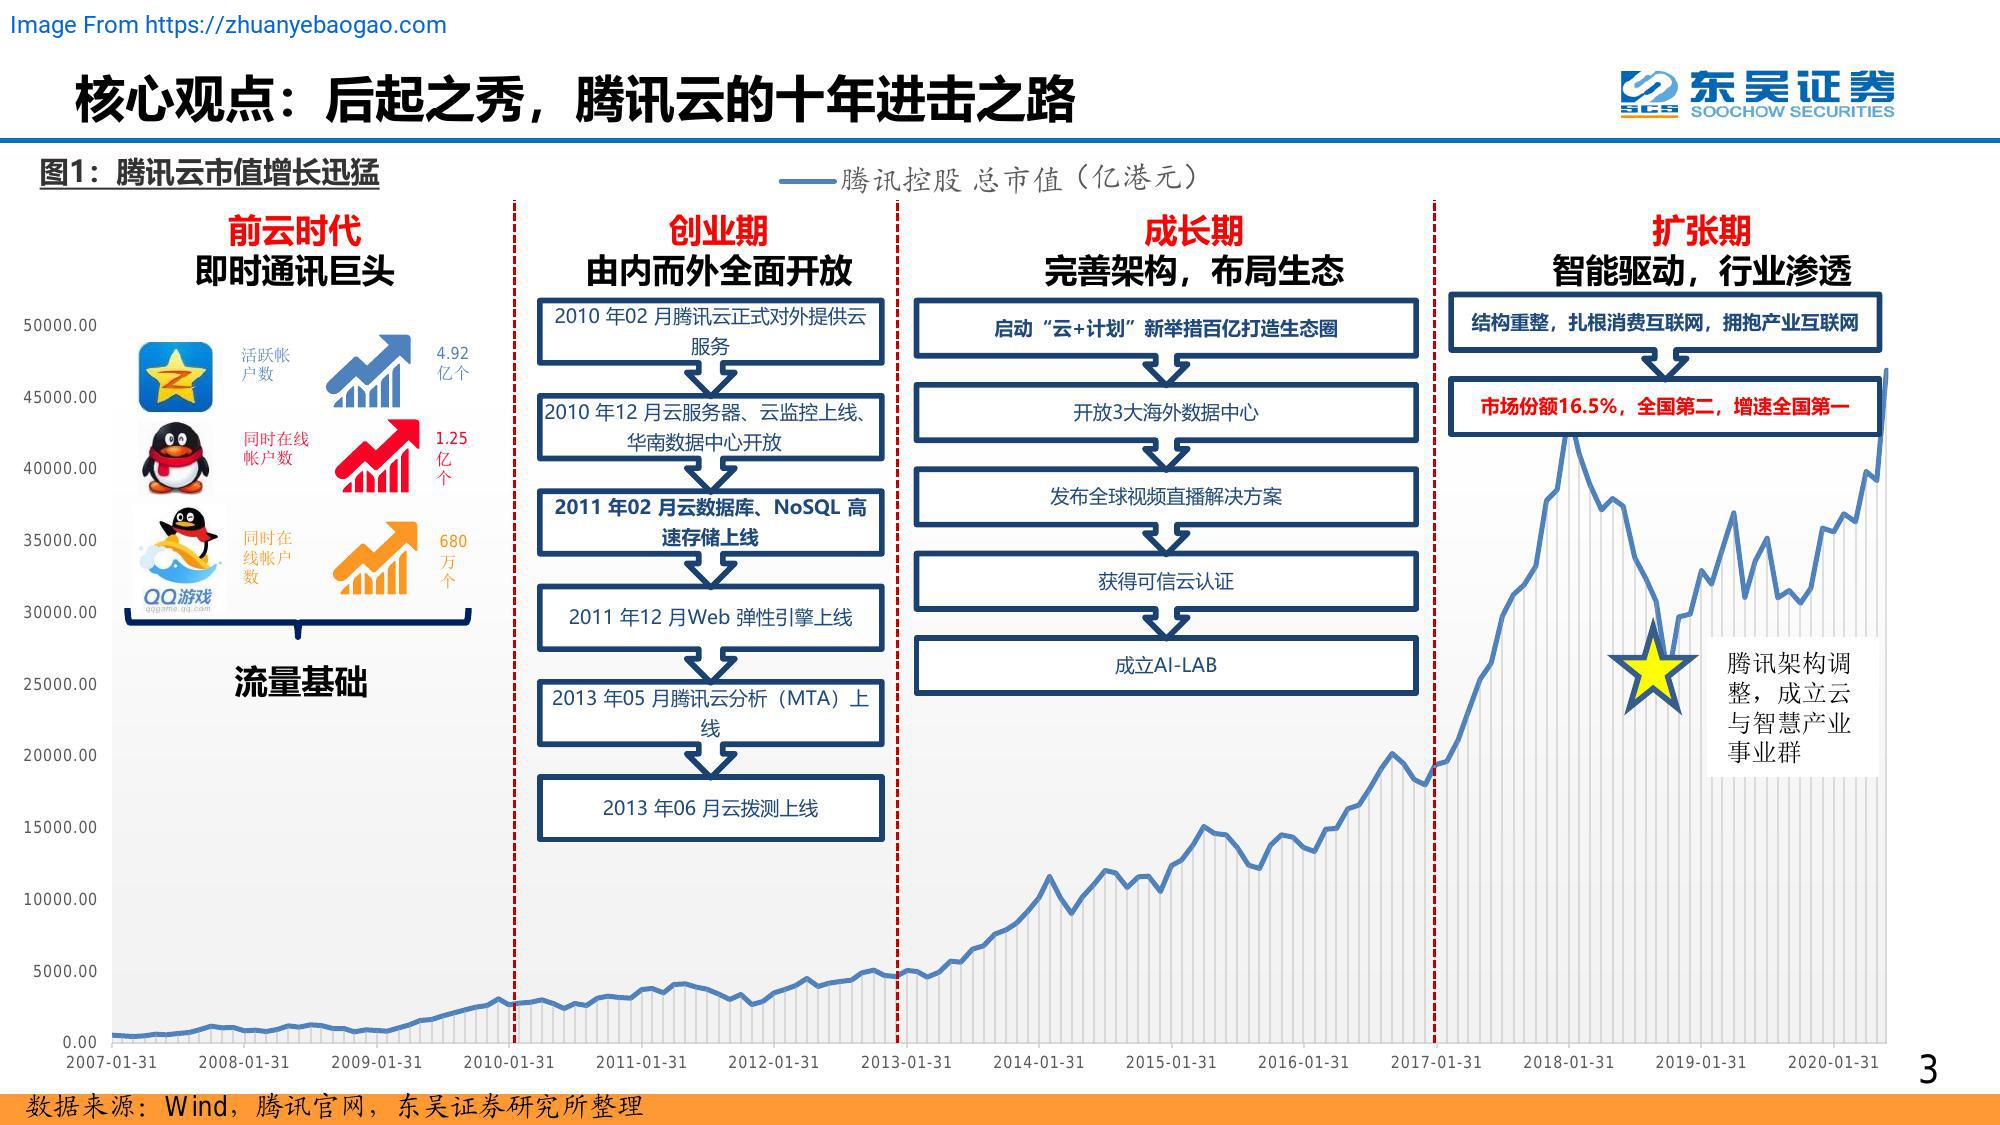 Image From https://zhuanyebaogao.com
核心观点：后起之秀，腾讯云的十年进击之路
东吴证券
SCS SOOCHOW SECURITIES
图1：腾讯云市值增长迅猛
腾讯控股 总市值（亿港元）
前云时代
即时通讯巨头
创业期
由内而外全面开放
成长期
完善架构，布局生态
扩张期
智能驱动，行业渗透
活跃帐
户数
4.92
亿个
同时在线
帐户数
1.25
亿
个
同时在
线帐户
数
680
万
个
QQ游戏
qqgame.qq.com
流量基础
2010 年02 月腾讯云正式对外提供云
服务
2010 年12 月云服务器、云监控上线、
华南数据中心开放
2011 年02 月云数据库、NoSQL 高
速存储上线
2011 年12 月Web 弹性引擎上线
2013 年05 月腾讯云分析（MTA）上
线
2013 年06 月云拨测上线
启动“云+计划”新举措百亿打造生态圈
开放3大海外数据中心
发布全球视频直播解决方案
获得可信云认证
成立AI-LAB
结构重整，扎根消费互联网，拥抱产业互联网
市场份额16.5%，全国第二，增速全国第一
腾讯架构调
整，成立云
与智慧产业
事业群
50000.00
45000.00
40000.00
35000.00
30000.00
25000.00
20000.00
15000.00
10000.00
5000.00
0.00
2007-01-31
2008-01-31
2009-01-31
2010-01-31
2011-01-31
2012-01-31
2013-01-31
2014-01-31
2015-01-31
2016-01-31
2017-01-31
2018-01-31
2019-01-31
2020-01-31
3
数据来源：Wind，腾讯官网，东吴证券研究所整理